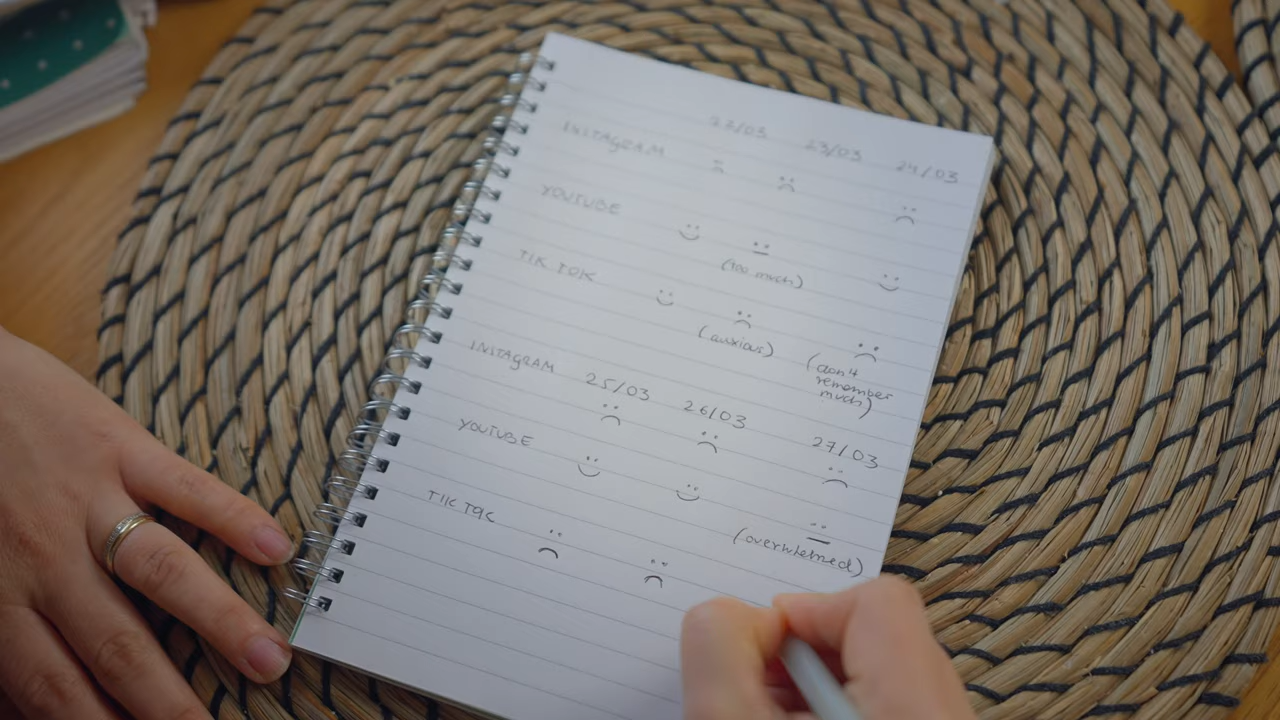 22/03 23/03 24/03
INSTAGRAM
YOUTUBE
(too much)
TIK TOK
(anxious)
(don't
remember
much)
INSTAGRAM
25/03 26/03 27/03
YOUTUBE
(overwhelmed)
TIK TOK